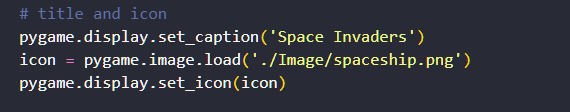 # title and icon
pygame.display.set_caption('Space Invaders')
icon = pygame.image.load('./Image/spaceship.png')
pygame.display.set_icon(icon)